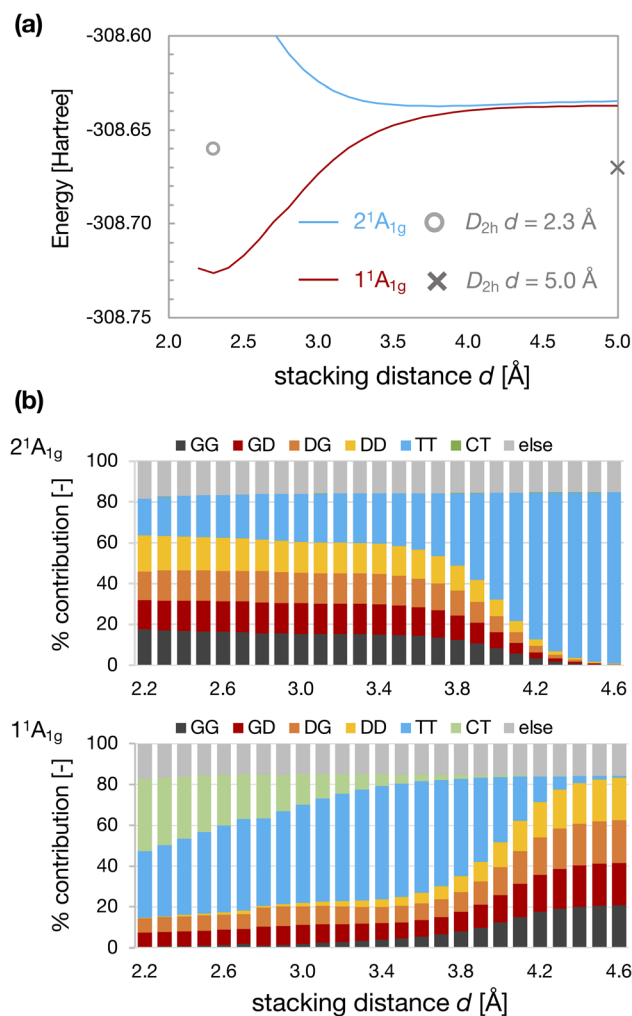 (a)
-308.60
-308.65
-308.70
-308.75
Energy [Hartree]
2¹A₁g D₂h d = 2.3 Å
1¹A₁g D₂h d = 5.0 Å
2.0 2.5 3.0 3.5 4.0 4.5 5.0
stacking distance d [Å]
(b)
GG GD DG DD TT CT else
2¹A₁g
100
80
60
40
20
0
% contribution [-]
2.2 2.6 3.0 3.4 3.8 4.2 4.6
1¹A₁g
GG GD DG DD TT CT else
100
80
60
40
20
0
% contribution [-]
2.2 2.6 3.0 3.4 3.8 4.2 4.6
stacking distance d [Å]